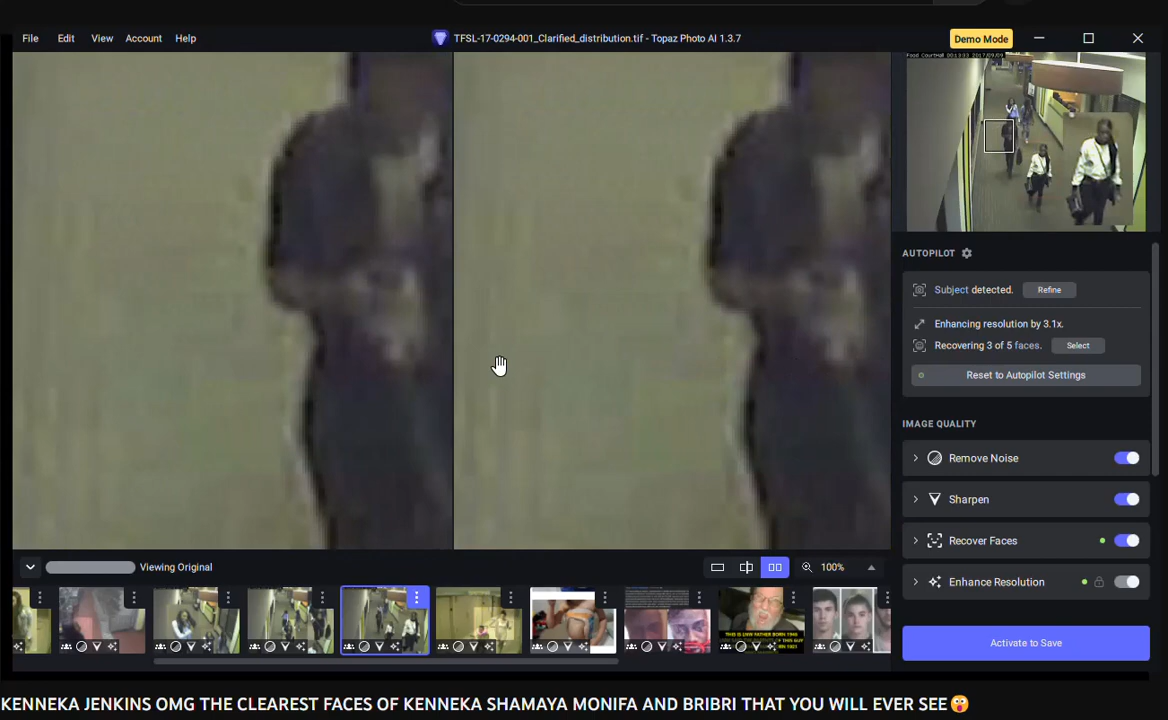 File Edit View Account Help
TFSL-17-0294-001_Clarified_distribution.tif - Topaz Photo AI 1.3.7
Demo Mode
AUTOPILOT
Subject detected. Refine
Enhancing resolution by 3.1x.
Recovering 3 of 5 faces. Select
Reset to Autopilot Settings
IMAGE QUALITY
Remove Noise
Sharpen
Recover Faces
Enhance Resolution
Viewing Original
100%
Activate to Save
KENNEKA JENKINS OMG THE CLEAREST FACES OF KENNEKA SHAMAYA MONIFA AND BRIBRI THAT YOU WILL EVER SEE😲